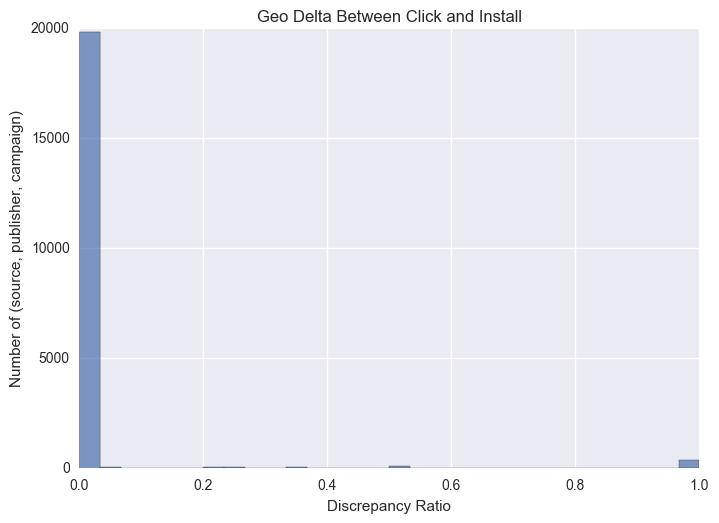 Geo Delta Between Click and Install
20000
15000
10000
5000
0
Number of (source, publisher, campaign)
0.0 0.2 0.4 0.6 0.8 1.0
Discrepancy Ratio